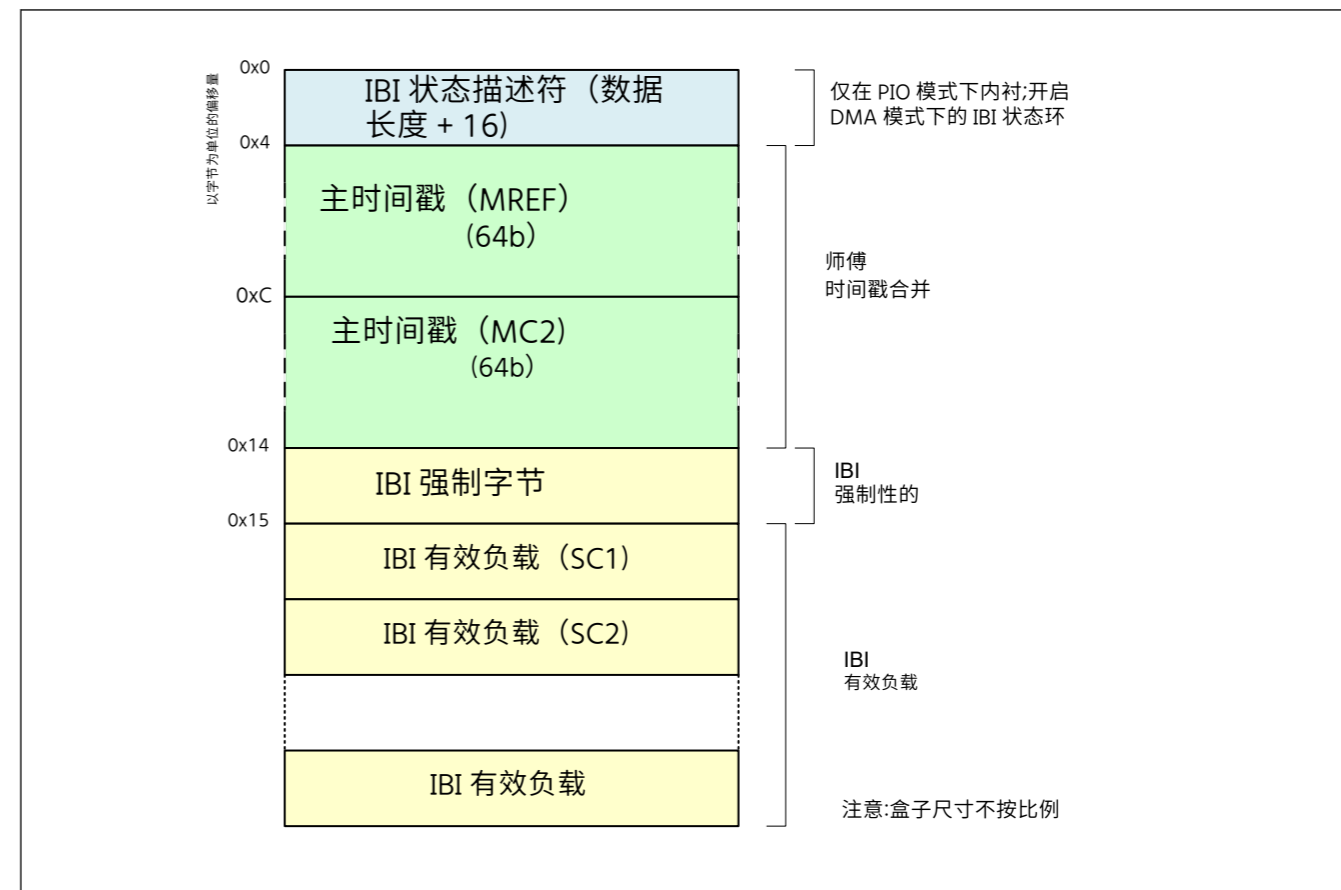 以字节为单位的偏移量
0x0
IBI 状态描述符（数据
长度 + 16)
仅在 PIO 模式下内衬;开启
DMA 模式下的 IBI 状态环
0x4
主时间戳（MREF）
(64b）
师傅
时间戳合并
0xC
主时间戳（MC2)
(64b）
0x14
IBI 强制字节
IBI
强制性的
0x15
IBI 有效负载（SC1)
IBI 有效负载（SC2)
IBI
有效负载
IBI 有效负载
注意:盒子尺寸不按比例